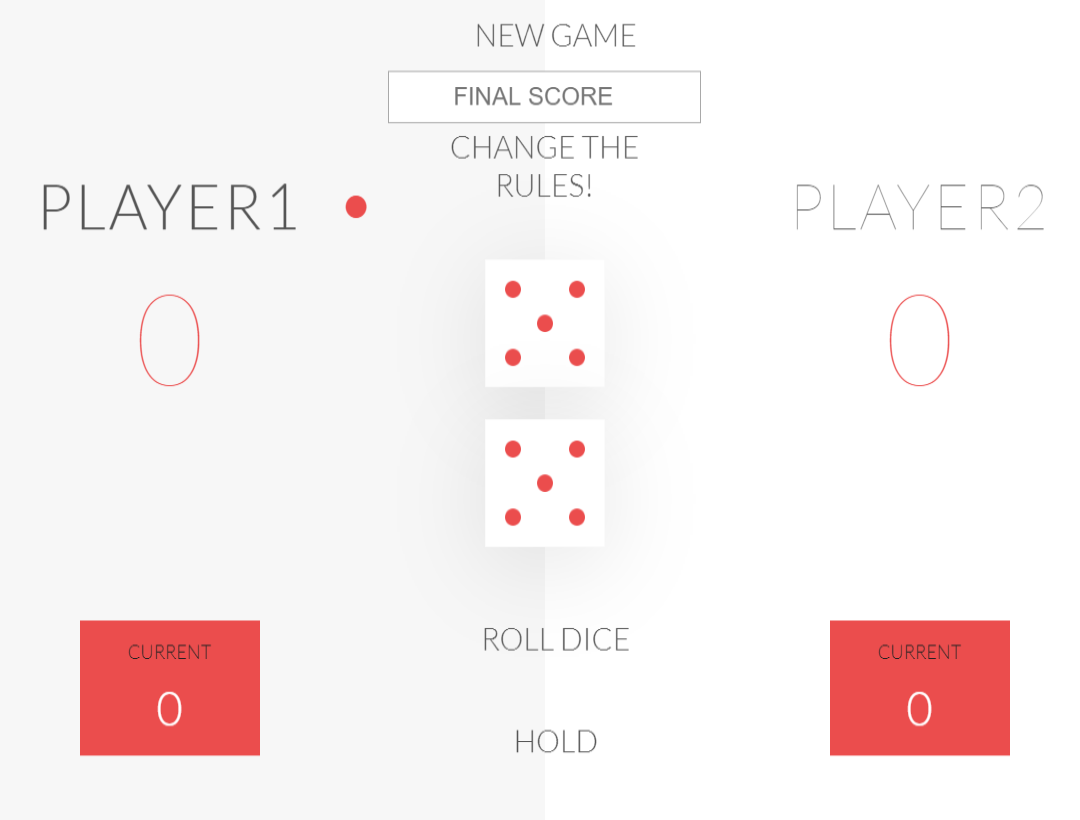 NEW GAME
FINAL SCORE
CHANGE THE
RULES!
PLAYER1
PLAYER2
0
0
ROLL DICE
CURRENT
0
CURRENT
0
HOLD